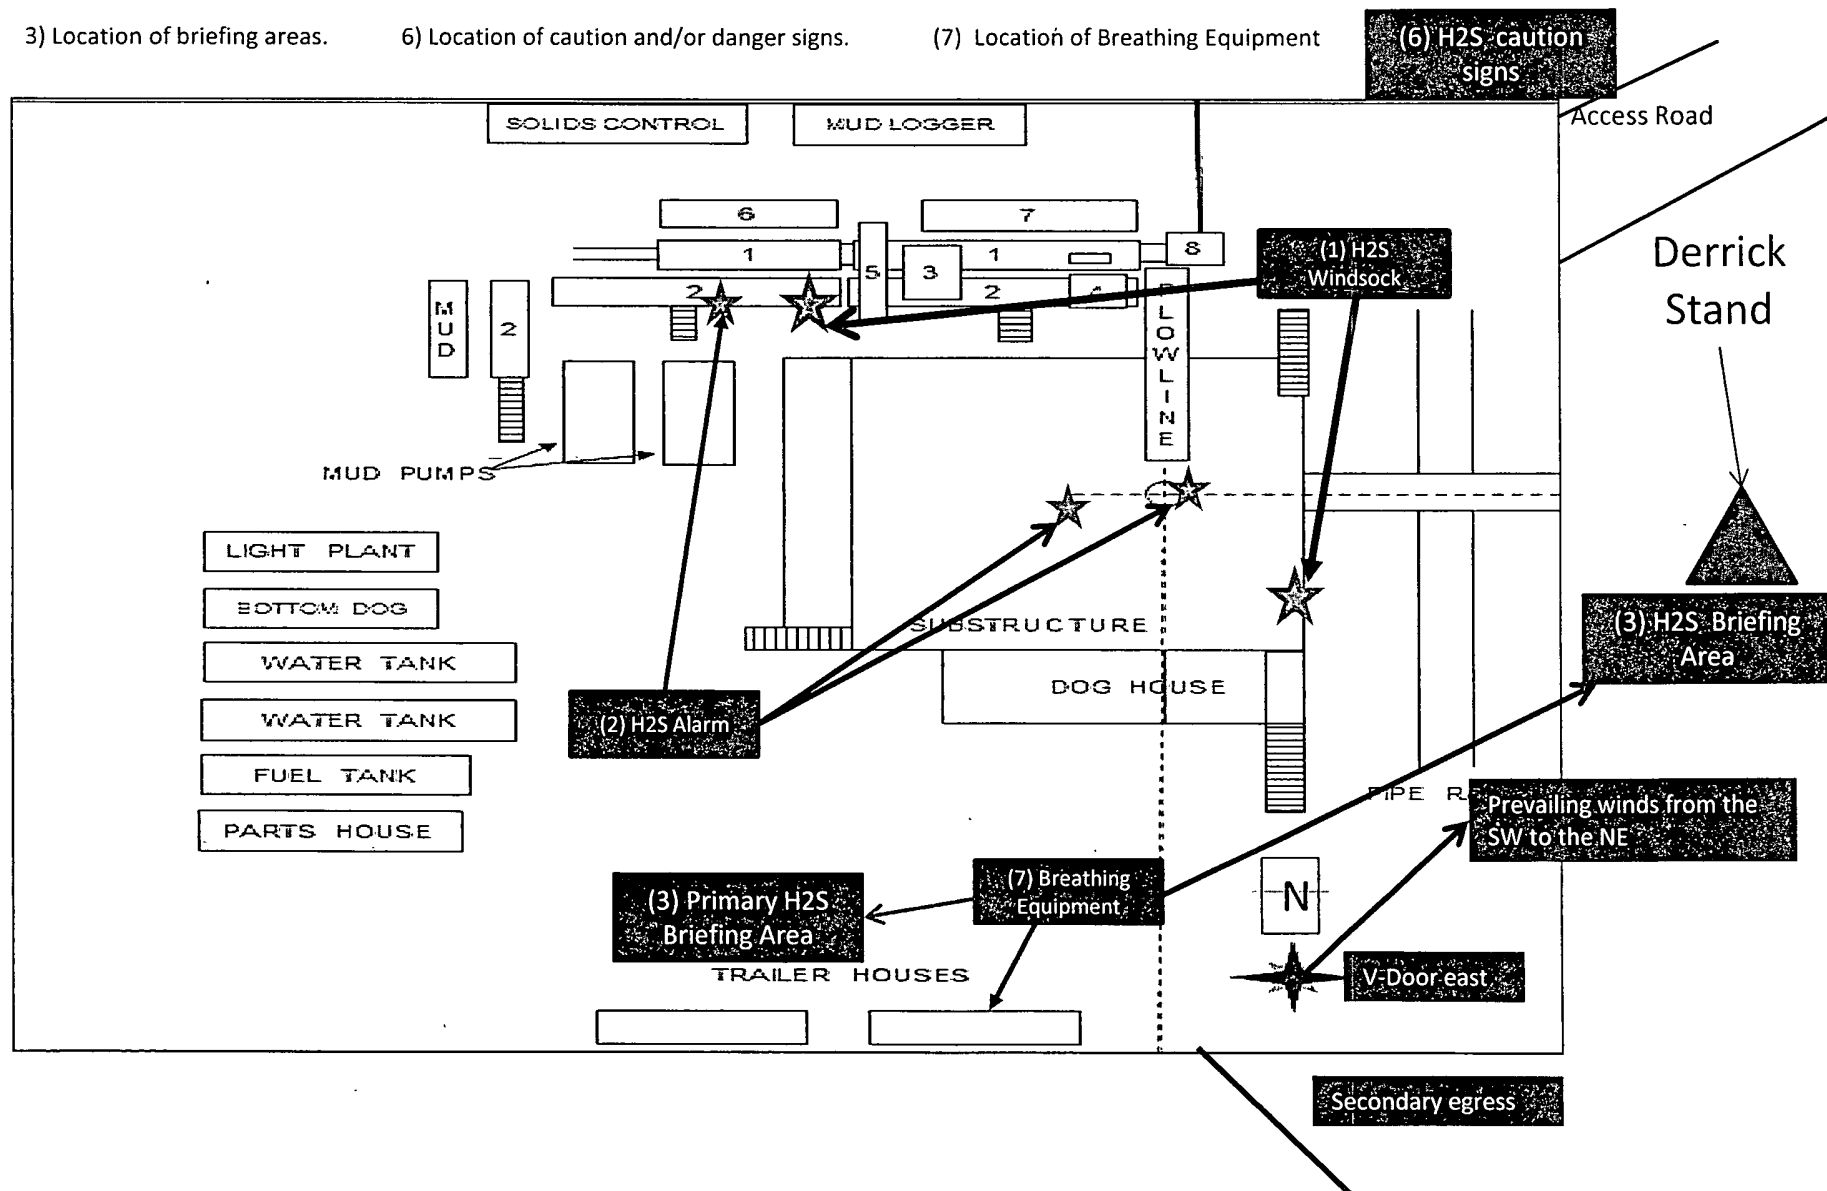 3) Location of briefing areas. 6) Location of caution and/or danger signs. (7) Location of Breathing Equipment
(6) H2S caution
signs
Access Road
SOLIDS CONTROL
MUD LOGGER
6
7
1
1
8
5
3
2
2
MUD
2
FLOWLINE
(1) H2S
Windsock
Derrick
Stand
MUD PUMPS
LIGHT PLANT
BOTTOM DOG
WATER TANK
WATER TANK
FUEL TANK
PARTS HOUSE
SUBSTRUCTURE
DOG HOUSE
(2) H2S Alarm
(3) H2S Briefing
Area
PIPE
Prevailing winds from the
SW to the NE
(7) Breathing
Equipment
(3) Primary H2S
Briefing Area
N
V-Door east
TRAILER HOUSES
Secondary egress